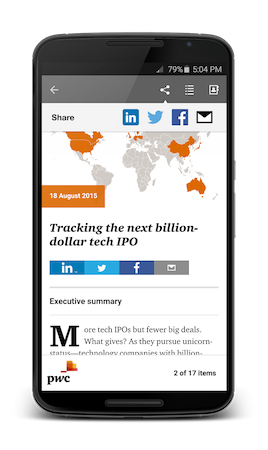 79% 5:04 PM
Share
in
f
18 August 2015
Tracking the next billion-
dollar tech IPO
in
f
Executive summary
More tech IPOs but fewer big deals.
What gives? As they pursue unicorn-
status—technology companies with billion-
pwc
2 of 17 items